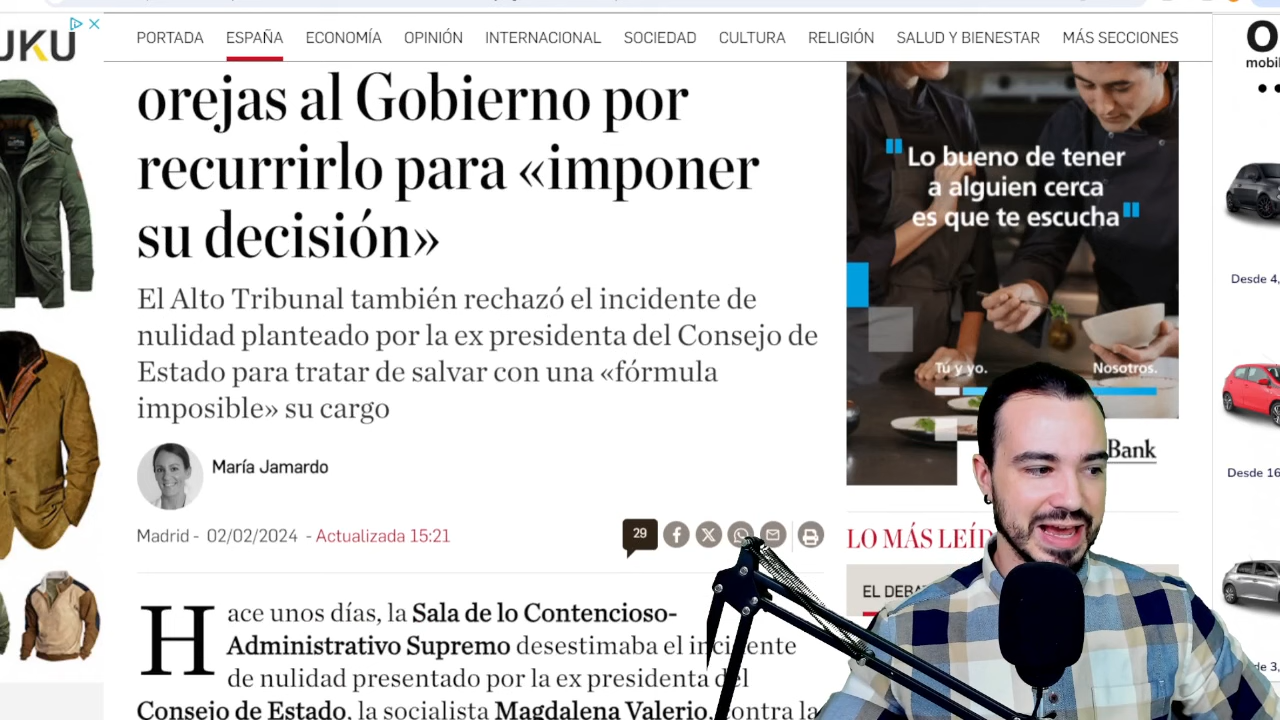 UKU
PORTADA ESPAÑA ECONOMÍA OPINIÓN INTERNACIONAL SOCIEDAD CULTURA RELIGIÓN SALUD Y BIENESTAR MÁS SECCIONES
orejas al Gobierno por
recurrirlo para «imponer
su decisión»
El Alto Tribunal también rechazó el incidente de
nulidad planteado por la ex presidenta del Consejo de
Estado para tratar de salvar con una «fórmula
imposible» su cargo
María Jamardo
Madrid - 02/02/2024 - Actualizada 15:21
29
Hace unos días, la Sala de lo Contencioso-
Administrativo Supremo desestimaba el incidente
de nulidad presentado por la ex presidenta del
Consejo de Estado, la socialista Magdalena Valerio, contra la
"Lo bueno de tener
a alguien cerca
es que te escucha"
Tú y yo. Nosotros.
Bank
LO MÁS LEÍD
EL DEBA
mobil
Desde 4,
Desde 16
de 3,